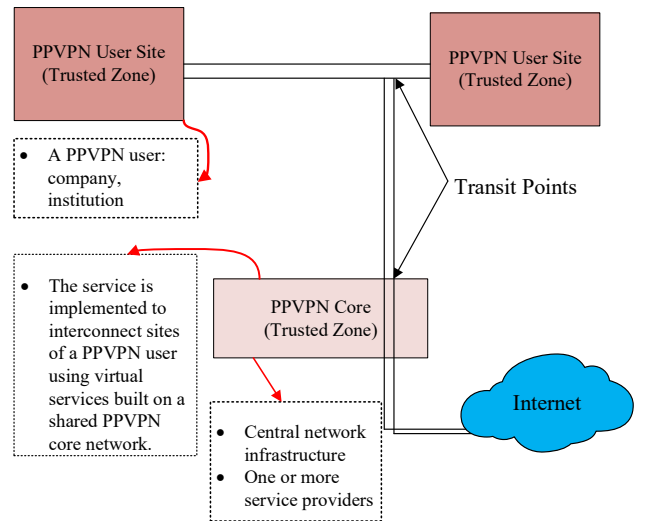 PPVPN User Site
(Trusted Zone)
PPVPN User Site
(Trusted Zone)
• A PPVPN user:
company,
institution
Transit Points
• The service is
implemented to
interconnect sites
of a PPVPN user
using virtual
services built on a
shared PPVPN
core network.
PPVPN Core
(Trusted Zone)
Internet
• Central network
infrastructure
• One or more
service providers